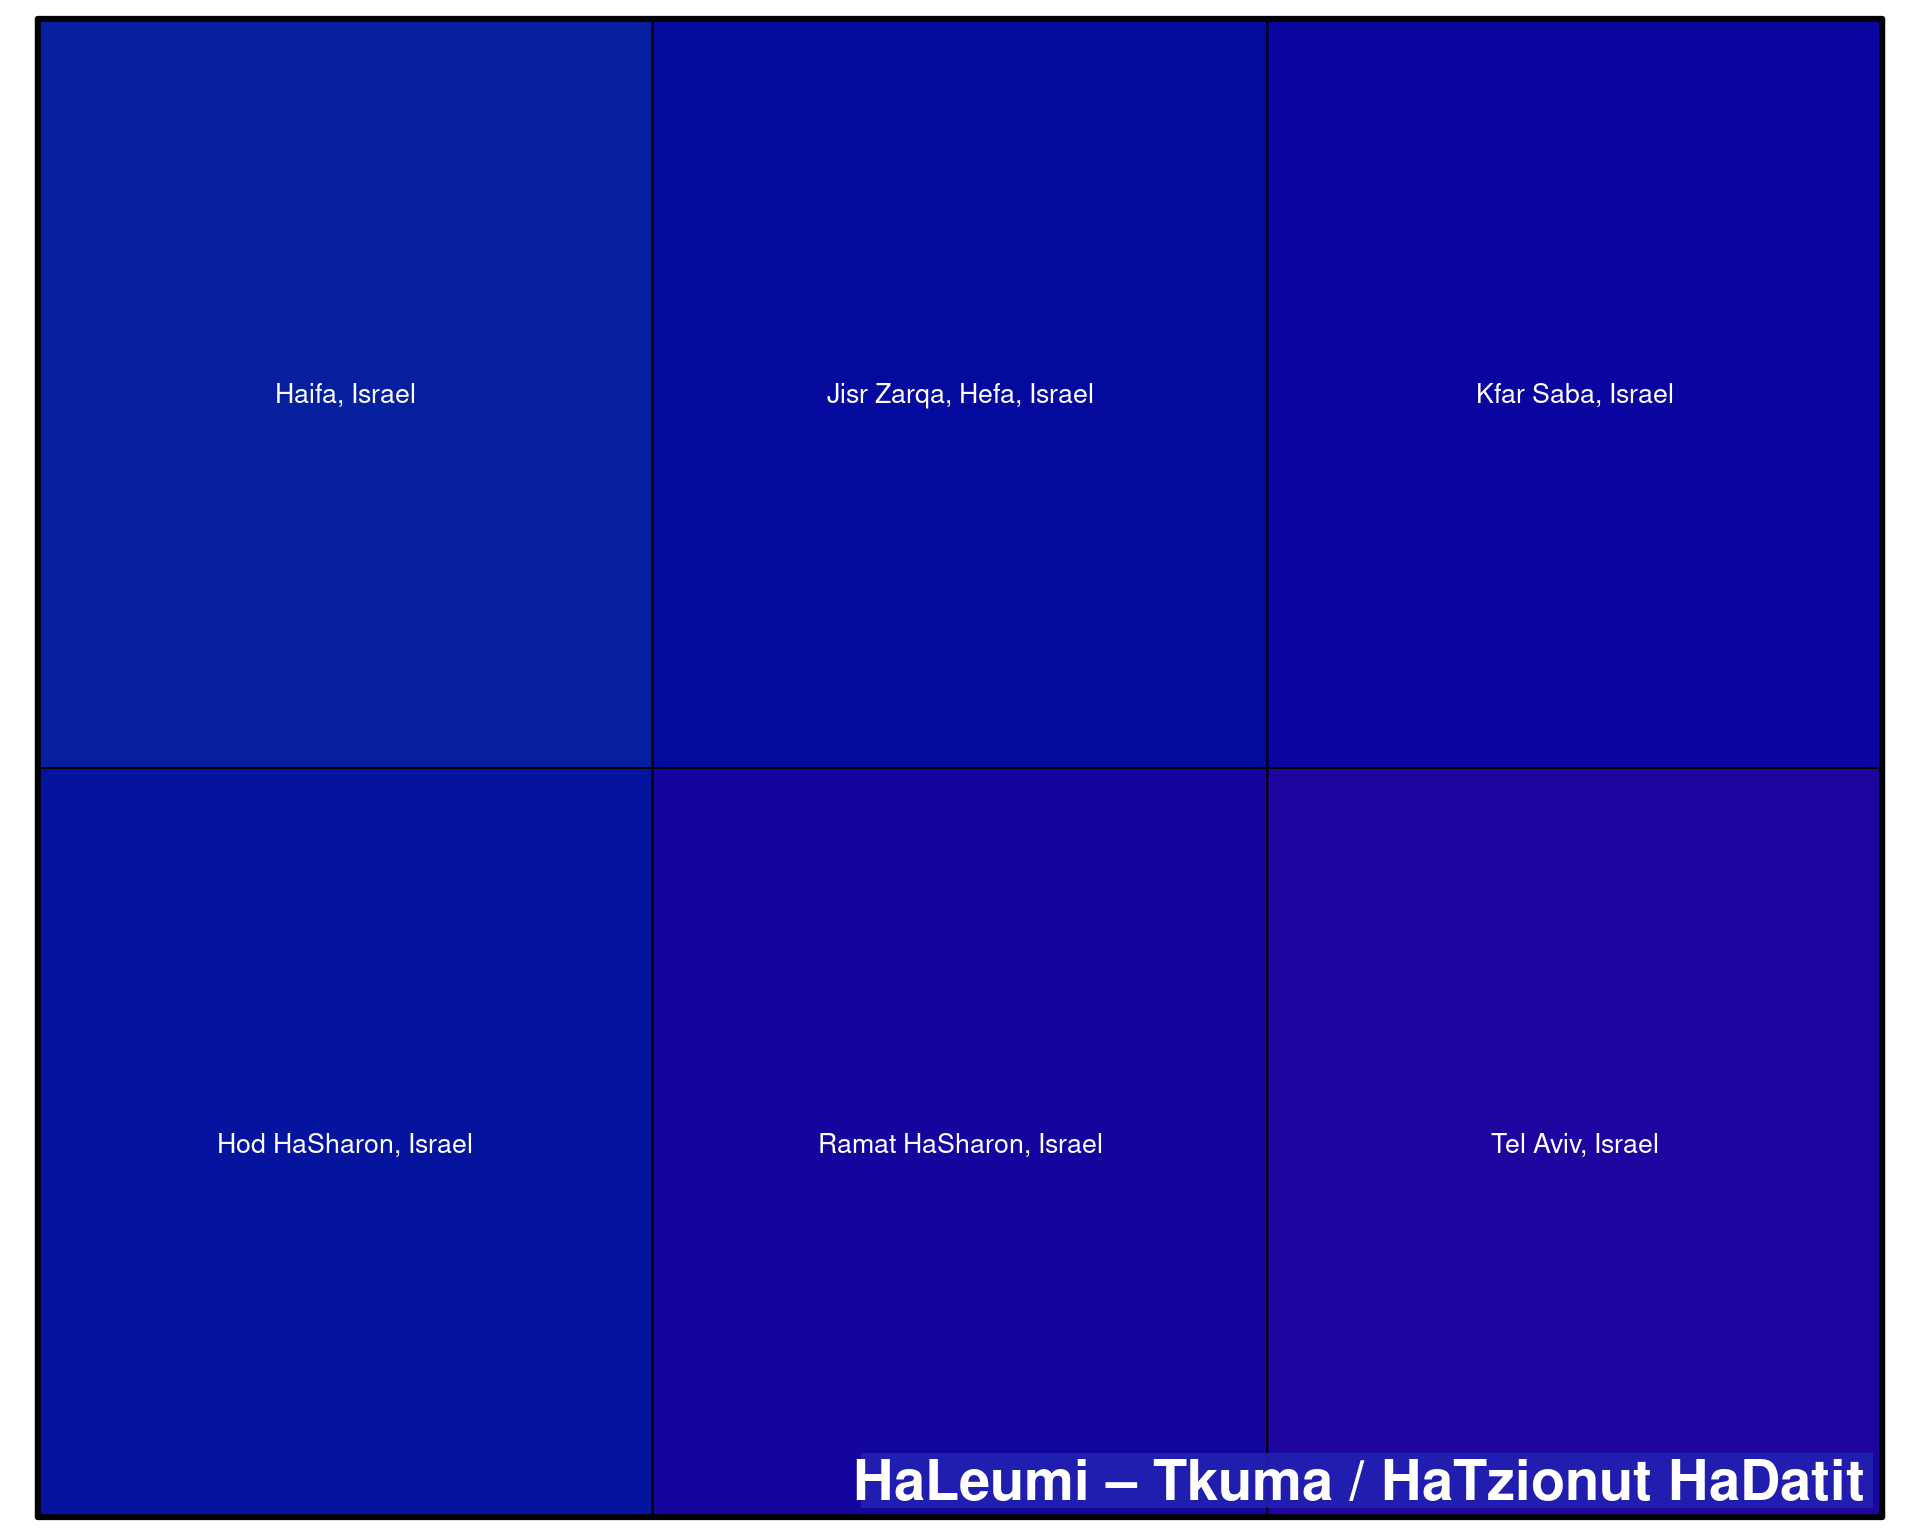 Haifa, Israel
Jisr Zarqa, Hefa, Israel
Kfar Saba, Israel
Hod HaSharon, Israel
Ramat HaSharon, Israel
Tel Aviv, Israel
HaLeumi – Tkuma / HaTzionut HaDatit